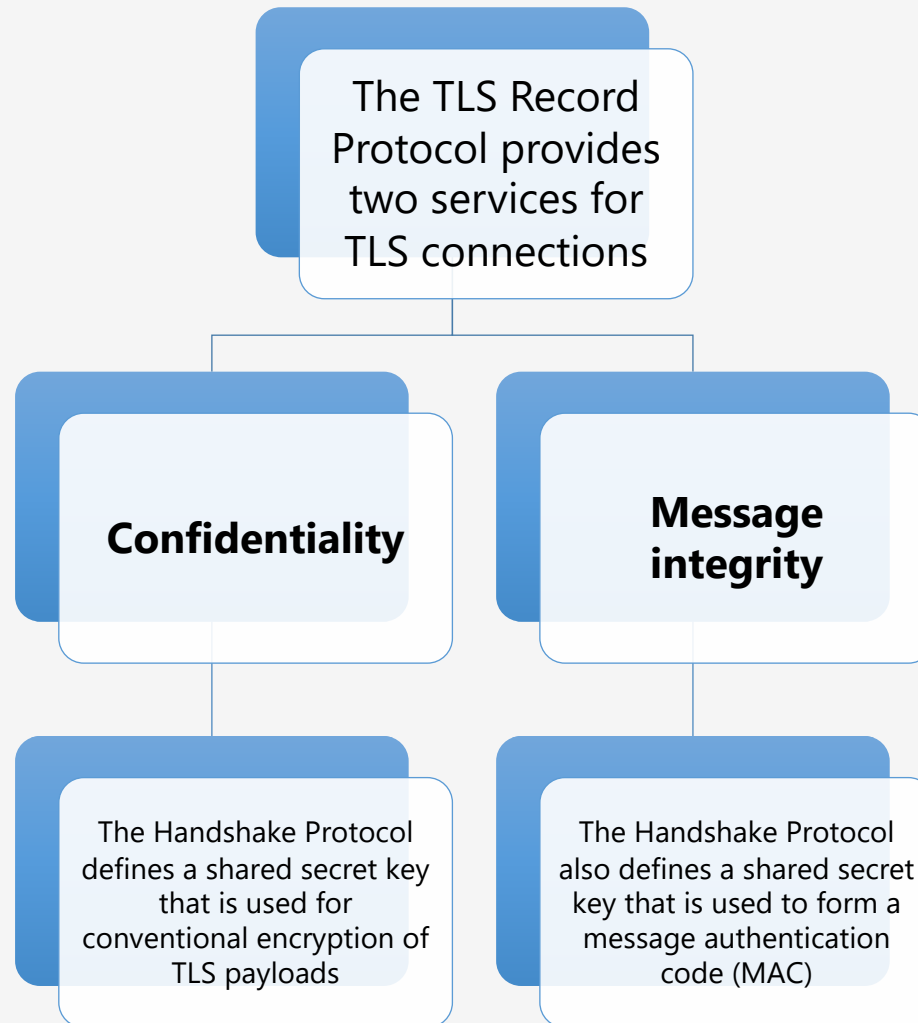 The TLS Record
Protocol provides
two services for
TLS connections
Confidentiality
Message
integrity
The Handshake Protocol
defines a shared secret key
that is used for
conventional encryption of
TLS payloads
The Handshake Protocol
also defines a shared secret
key that is used to form a
message authentication
code (MAC)